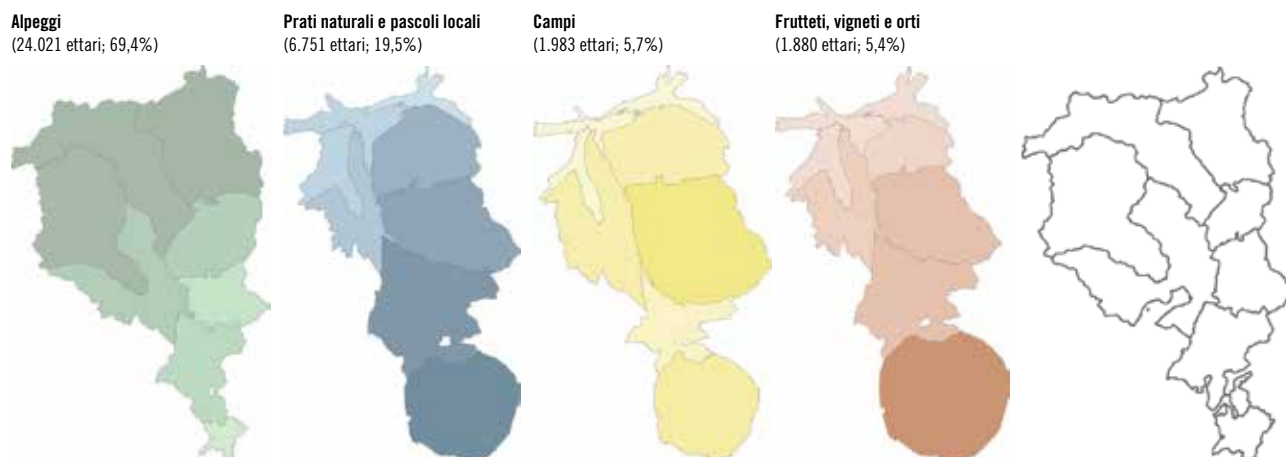 Alpeggi
(24.021 ettari; 69,4%)
Prati naturali e pascoli locali
(6.751 ettari; 19,5%)
Campi
(1.983 ettari; 5,7%)
Frutteti, vigneti e orti
(1.880 ettari; 5,4%)